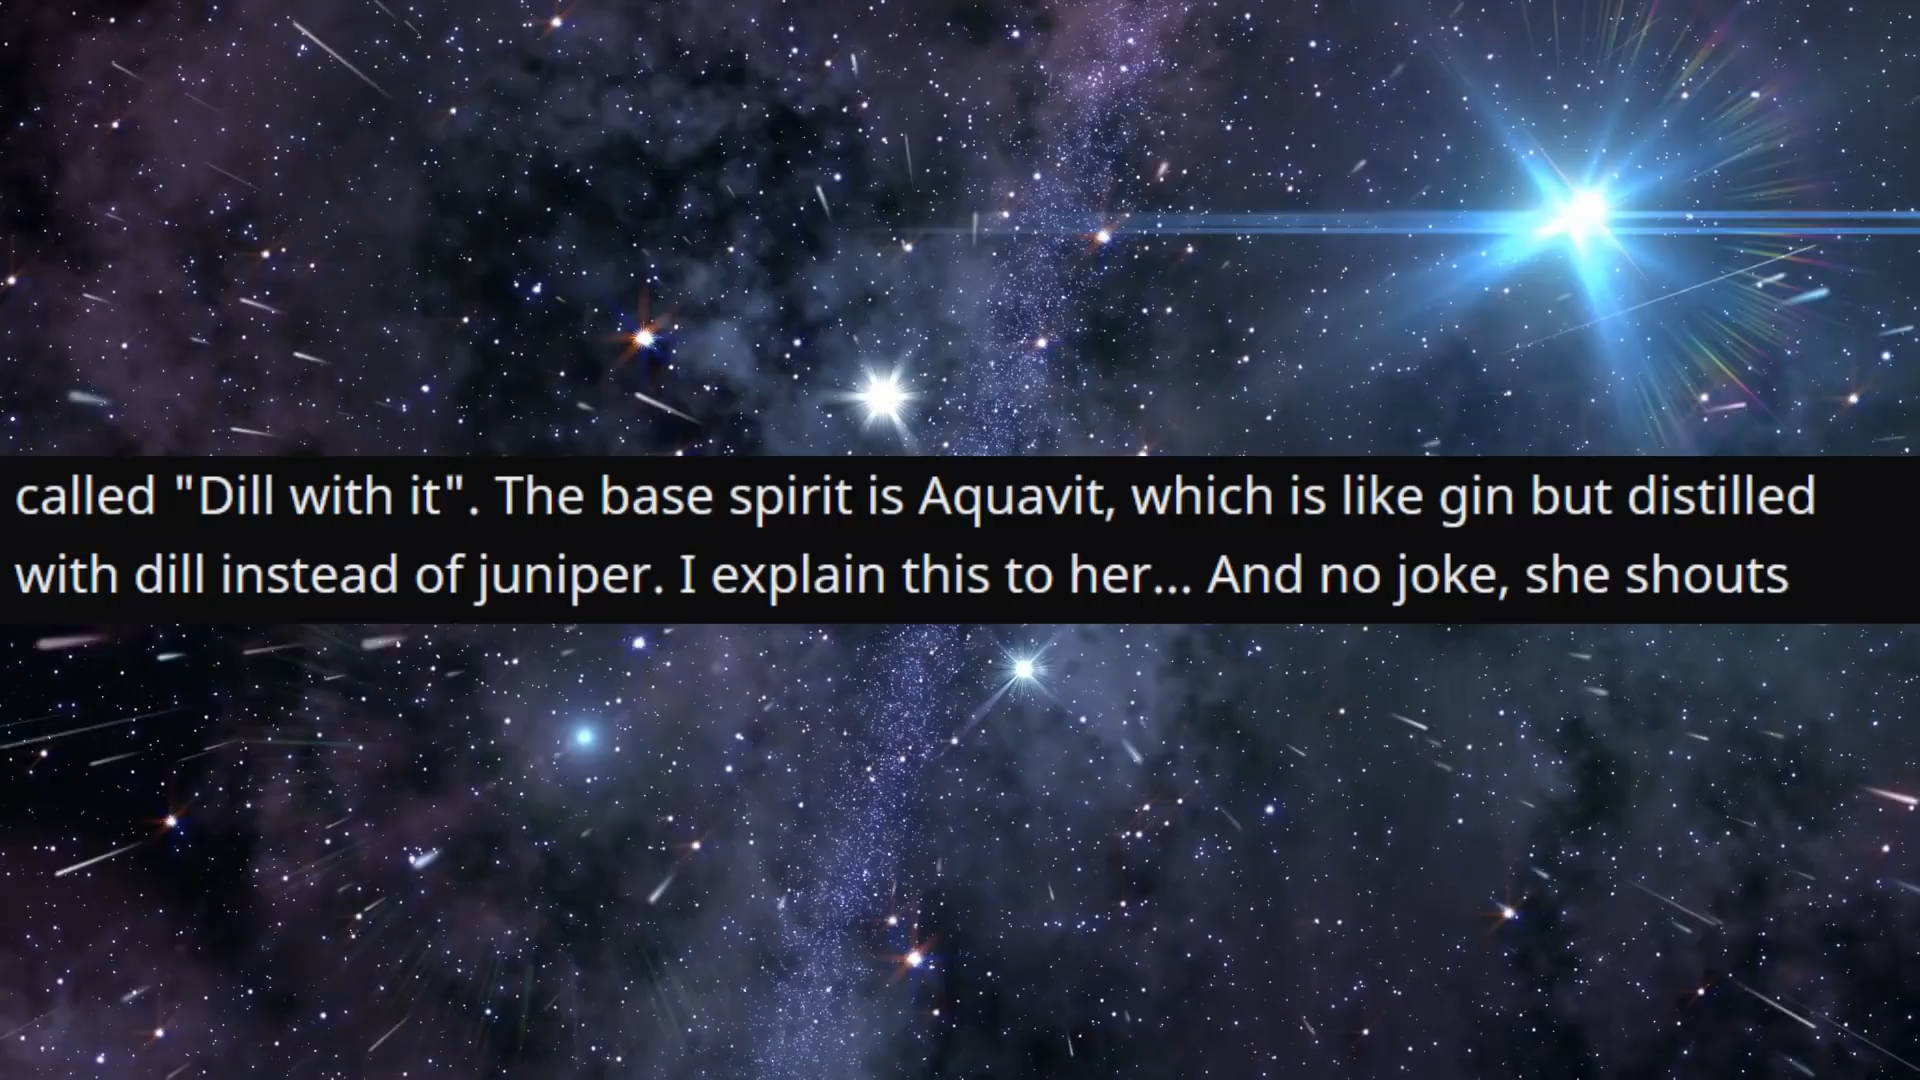 called "Dill with it". The base spirit is Aquavit, which is like gin but distilled
with dill instead of juniper. I explain this to her... And no joke, she shouts